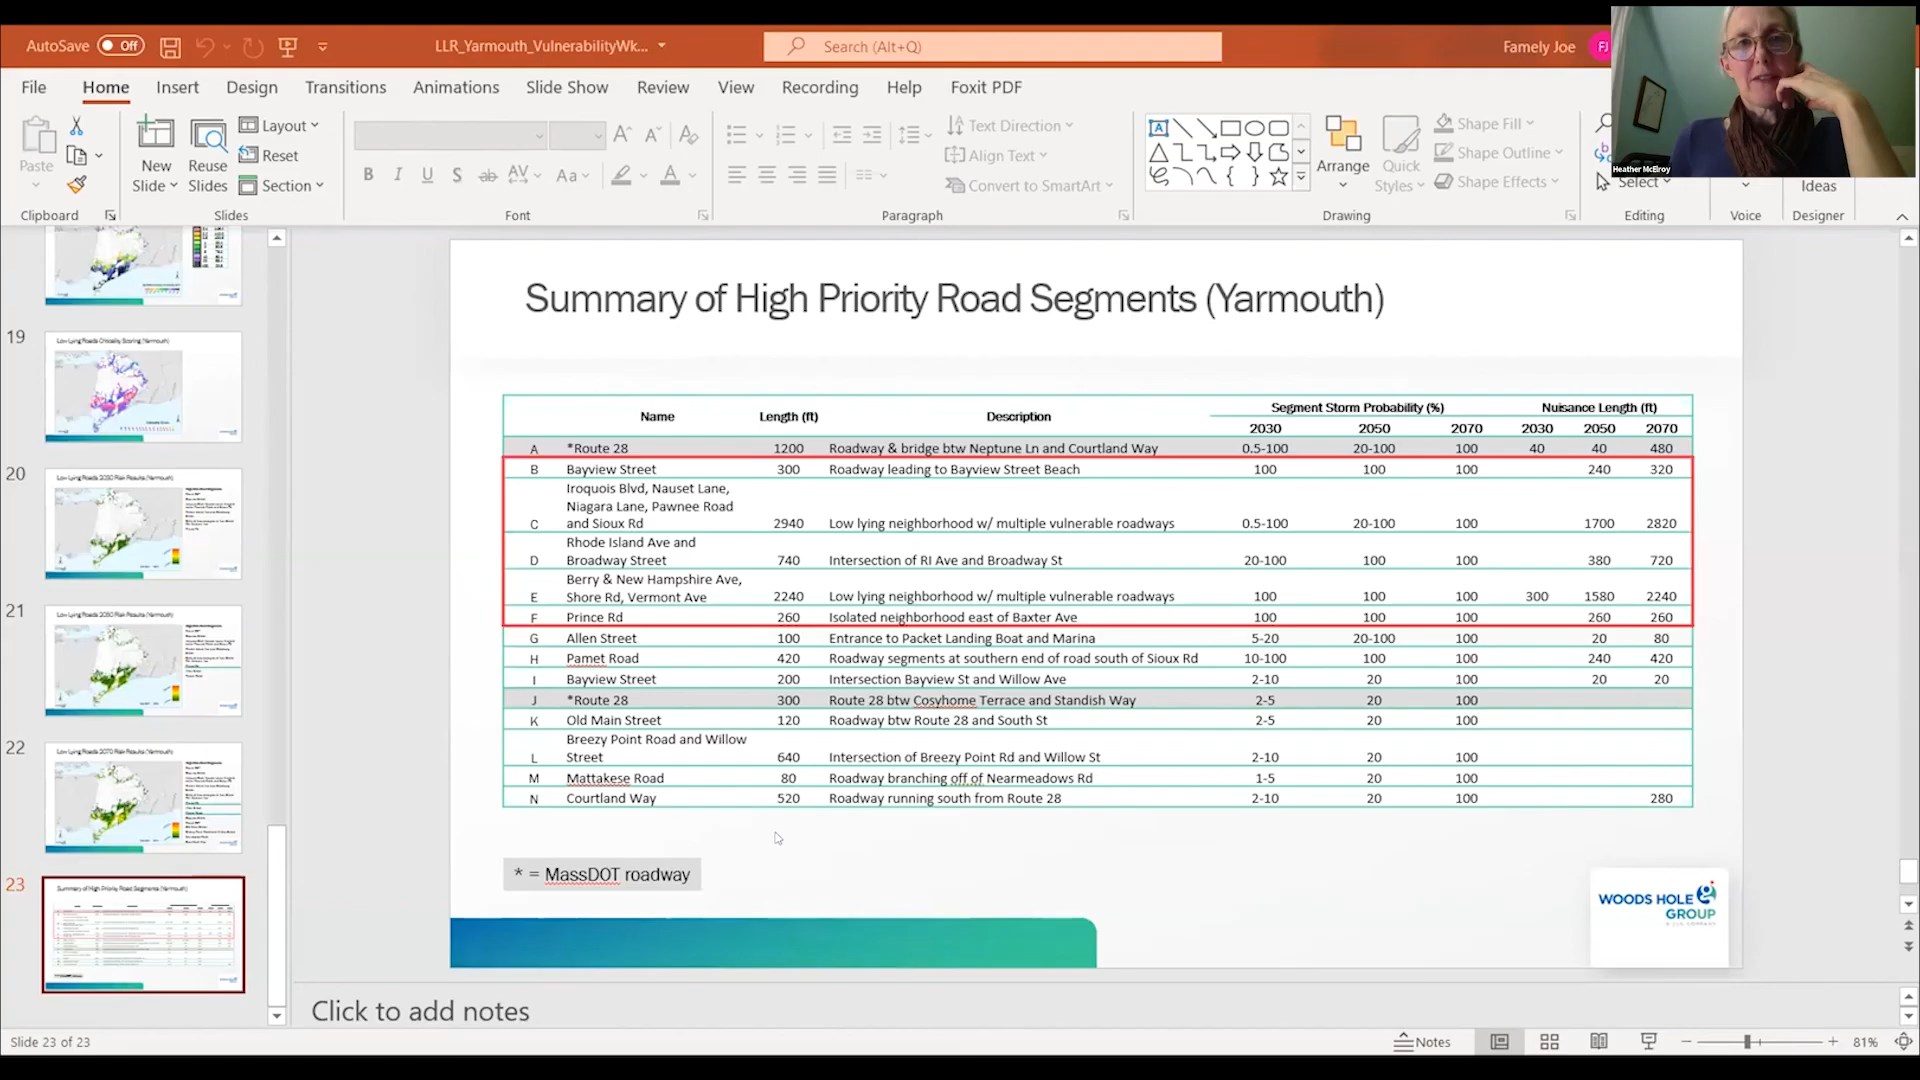 AutoSave Off
LLR_Yarmouth_VulnerabilityWk...
Search (Alt+Q)
Famely Joe FJ
File Home Insert Design Transitions Animations Slide Show Review View Recording Help Foxit PDF
Paste
New Slide
Reuse Slides
Layout
Reset
Section
Text Direction
Align Text
Convert to SmartArt
Arrange
Quick Styles
Shape Fill
Shape Outline
Shape Effects
Select
Ideas
Clipboard Slides Font Paragraph Drawing Editing Voice Designer
Heather McElroy
19
20
21
22
23
Summary of High Priority Road Segments (Yarmouth)
Segment Storm Probability (%) Nuisance Length (ft)
Name Length (ft) Description
2030 2050 2070 2030 2050 2070
A *Route 28 1200 Roadway & bridge btw Neptune Ln and Courtland Way 0.5-100 20-100 100 40 40 480
B Bayview Street 300 Roadway leading to Bayview Street Beach 100 100 100 240 320
Iroquois Blvd, Nauset Lane,
Niagara Lane, Pawnee Road
C and Sioux Rd 2940 Low lying neighborhood w/ multiple vulnerable roadways 0.5-100 20-100 100 1700 2820
Rhode Island Ave and
D Broadway Street 740 Intersection of RI Ave and Broadway St 20-100 100 100 380 720
Berry & New Hampshire Ave,
E Shore Rd, Vermont Ave 2240 Low lying neighborhood w/ multiple vulnerable roadways 100 100 100 300 1580 2240
F Prince Rd 260 Isolated neighborhood east of Baxter Ave 100 100 100 260 260
G Allen Street 100 Entrance to Packet Landing Boat and Marina 5-20 20-100 100 20 80
H Pamet Road 420 Roadway segments at southern end of road south of Sioux Rd 10-100 100 100 240 420
I Bayview Street 200 Intersection Bayview St and Willow Ave 2-10 20 100 20 20
J *Route 28 300 Route 28 btw Cosyhome Terrace and Standish Way 2-5 20 100
K Old Main Street 120 Roadway btw Route 28 and South St 2-5 20 100
Breezy Point Road and Willow
L Street 640 Intersection of Breezy Point Rd and Willow St 2-10 20 100
M Mattakese Road 80 Roadway branching off of Nearmeadows Rd 1-5 20 100
N Courtland Way 520 Roadway running south from Route 28 2-10 20 100 280
* = MassDOT roadway
WOODS HOLE
GROUP
Click to add notes
Slide 23 of 23
Notes
81%